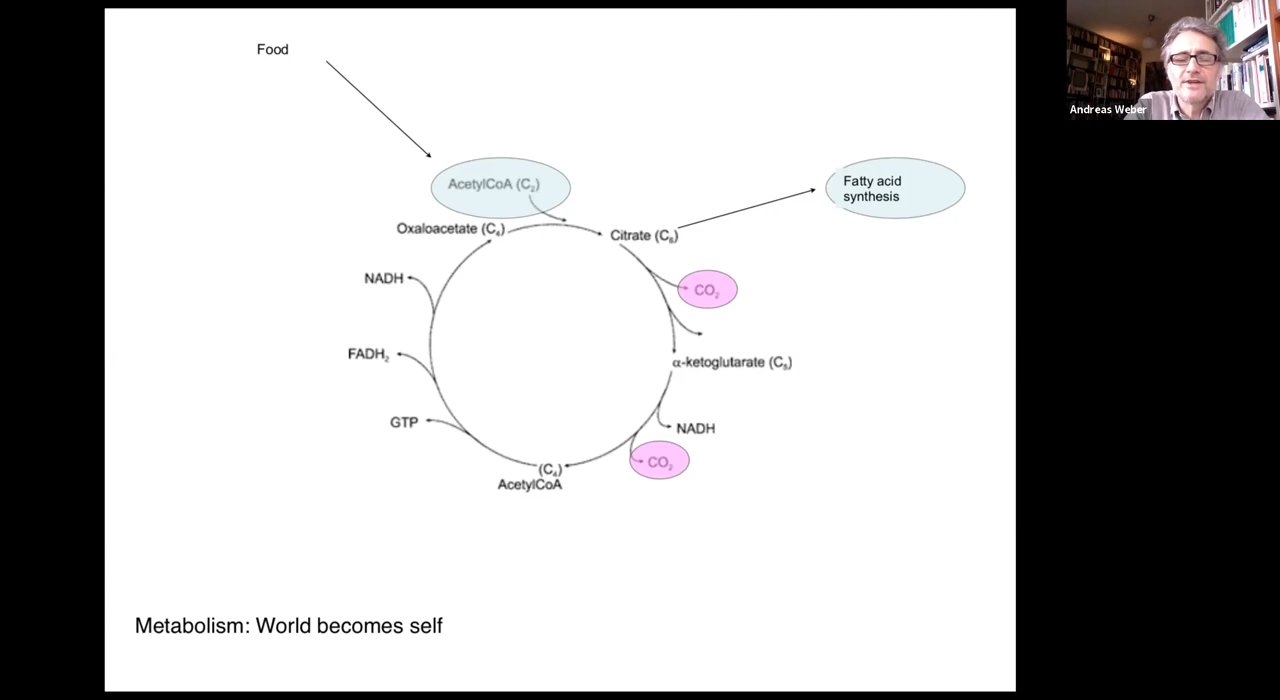 Food
Andreas Weber
AcetylCoA (C₂)
Fatty acid
synthesis
Oxaloacetate (C₄)
Citrate (C₆)
NADH
CO₂
FADH₂
α-ketoglutarate (C₅)
GTP
NADH
CO₂
(C₄)
AcetylCoA
Metabolism: World becomes self